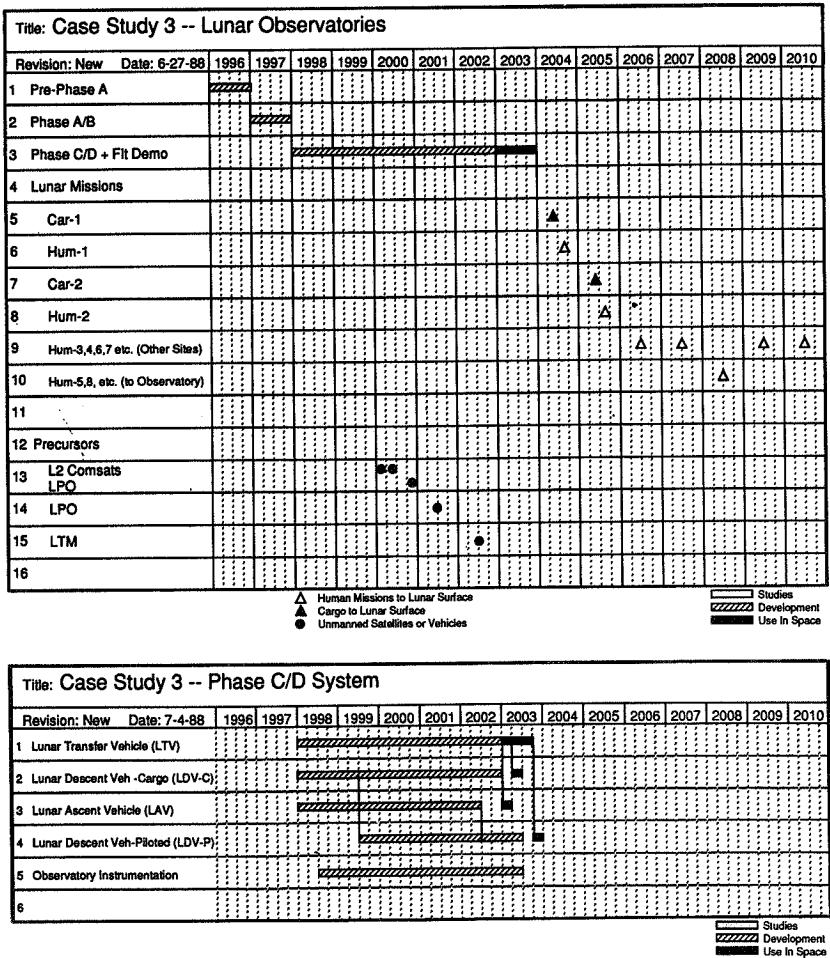 Title: Case Study 3 -- Lunar Observatories
Revision: New Date: 6-27-88 1996 1997 1998 1999 2000 2001 2002 2003 2004 2005 2006 2007 2008 2009 2010
1 Pre-Phase A
2 Phase A/B
3 Phase C/D + Flt Demo
4 Lunar Missions
5 Car-1
6 Hum-1
7 Car-2
8 Hum-2
9 Hum-3,4,6,7 etc. (Other Sites)
10 Hum-5,8, etc. (to Observatory)
11
12 Precursors
13 L2 Comsats
LPO
14 LPO
15 LTM
16
Human Missions to Lunar Surface
Cargo to Lunar Surface
Unmanned Satellites or Vehicles
Studies
Development
Use In Space
Title: Case Study 3 -- Phase C/D System
Revision: New Date: 7-4-88 1996 1997 1998 1999 2000 2001 2002 2003 2004 2005 2006 2007 2008 2009 2010
1 Lunar Transfer Vehicle (LTV)
2 Lunar Descent Veh -Cargo (LDV-C)
3 Lunar Ascent Vehicle (LAV)
4 Lunar Descent Veh-Piloted (LDV-P)
5 Observatory Instrumentation
6
Studies
Development
Use In Space